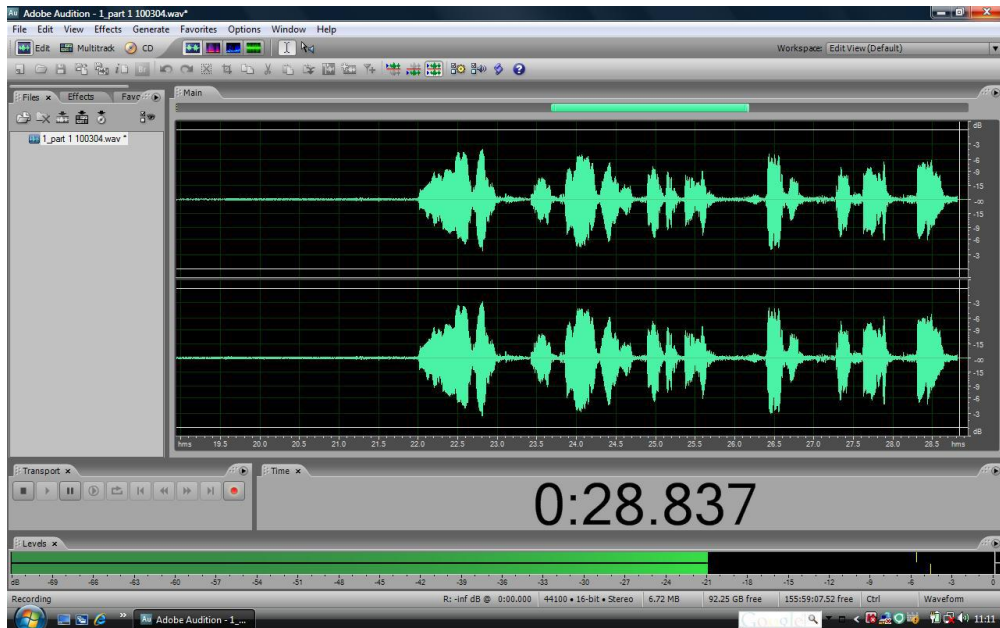 Au Adobe Audition - 1_part 1 100304.wav*
File Edit View Effects Generate Favorites Options Window Help
Edit Multitrack CD Workspace: Edit View (Default)
Files x Effects Favc Main
1_part 1 100304.wav *
dB
-3
-6
-9
-15
-∞
-15
-9
-6
-3
-3
-6
-9
-15
-∞
-15
-9
-6
-3
dB
hms 19.5 20.0 20.5 21.0 21.5 22.0 22.5 23.0 23.5 24.0 24.5 25.0 25.5 26.0 26.5 27.0 27.5 28.0 28.5 hms
Transport x Time x
0:28.837
Levels x
dB -69 -66 -63 -60 -57 -54 -51 -48 -45 -42 -39 -36 -33 -30 -27 -24 -21 -18 -15 -12 -9 -6 -3 0
Recording R: -inf dB @ 0:00.000 44100 • 16-bit • Stereo 6.72 MB 92.25 GB free 155:59:07.52 free Ctrl Waveform
Au Adobe Audition - 1_... Google 11:11